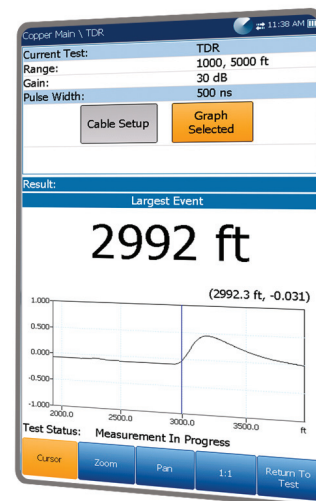 Copper Main \ TDR 11:38 AM
Current Test: TDR
Range: 1000, 5000 ft
Gain: 30 dB
Pulse Width: 500 ns
Cable Setup
Graph Selected
Result:
Largest Event
2992 ft
(2992.3 ft, -0.031)
1.000
0.500
0.000
-0.500
-1.000
2000.0 2500.0 3000.0 3500.0 ft
Test Status: Measurement In Progress
Cursor Zoom Pan 1:1 Return To Test